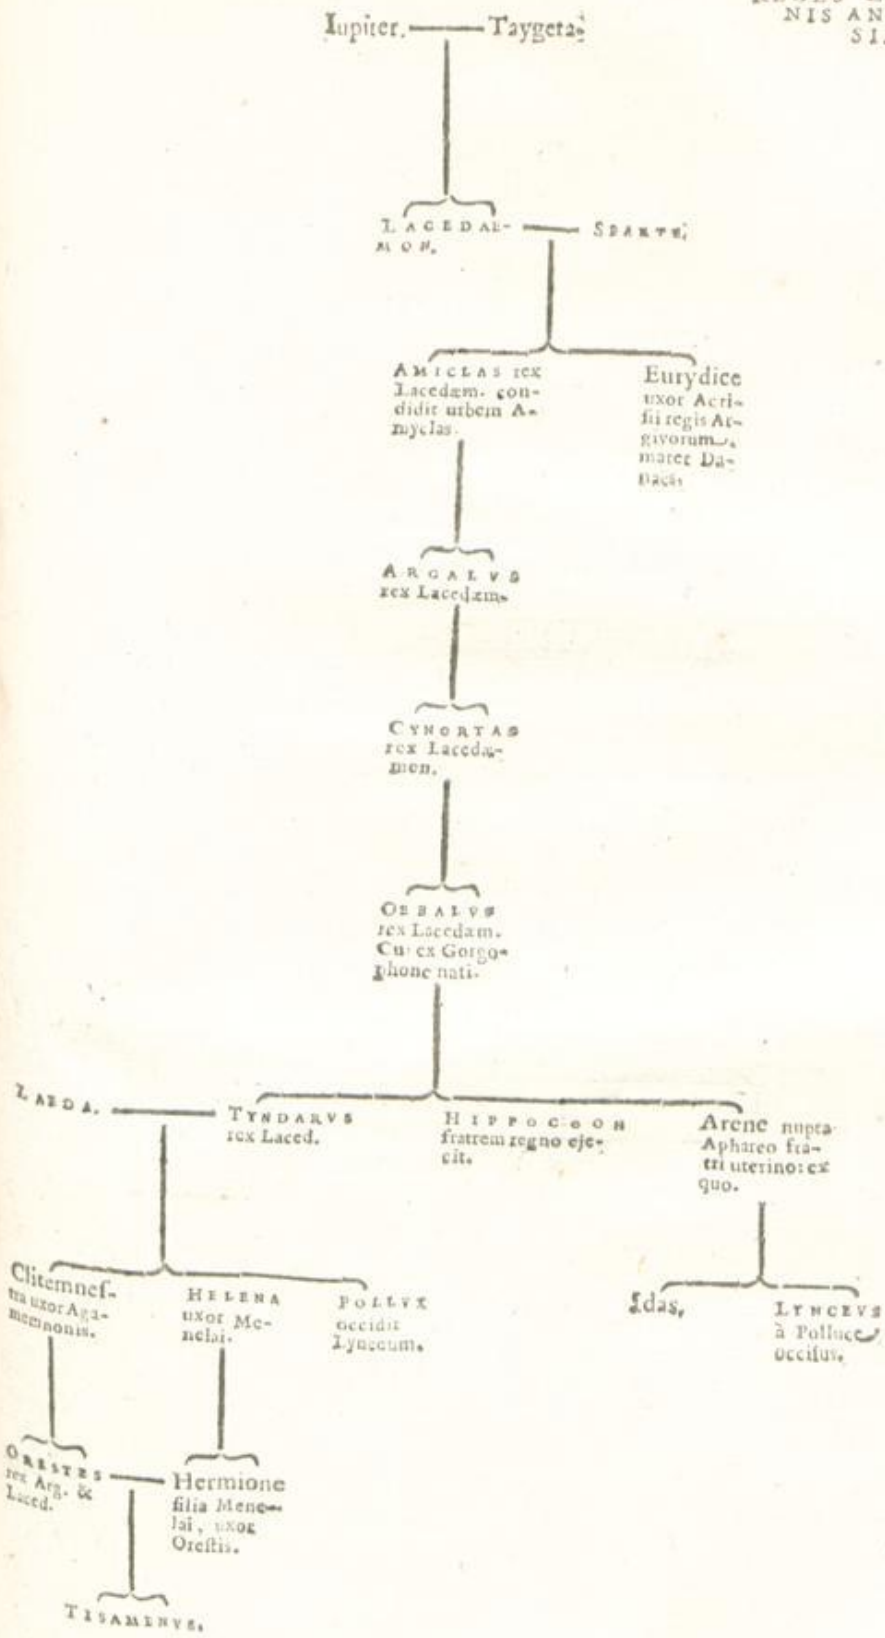 NIS AN
SI
Iupiter. Taygeta.
LACEDAE-
MON.
SPARTE.
AMICLAS rex
Lacedæm. con-
didit urbem A-
myclas.
Eurydice
uxor Acri-
sii regis Ar-
givorum.
mater Da-
naes.
ARGALVS
rex Lacedæm.
CYNORTAS
rex Lacedæ-
mon.
OEBALVS
rex Lacedæm.
Cui ex Gorgo-
phone nati.
LAEDA.
TYNDARVS
rex Laced.
HIPPOCOON
fratrem regno eje-
cit.
Arene nupta
Aphareo fra-
tri uterino: ex
quo.
Clitemnes-
tra uxor Aga-
memnonis.
HELENA
uxor Me-
nelai.
POLLVX
occidit
Lynceum.
Idas.
LYNCEVS
à Polluce
occisus.
ORESTES
rex Arg. &
Laced.
Hermione
filia Mene-
lai, uxor
Orestis.
TISAMENVS.